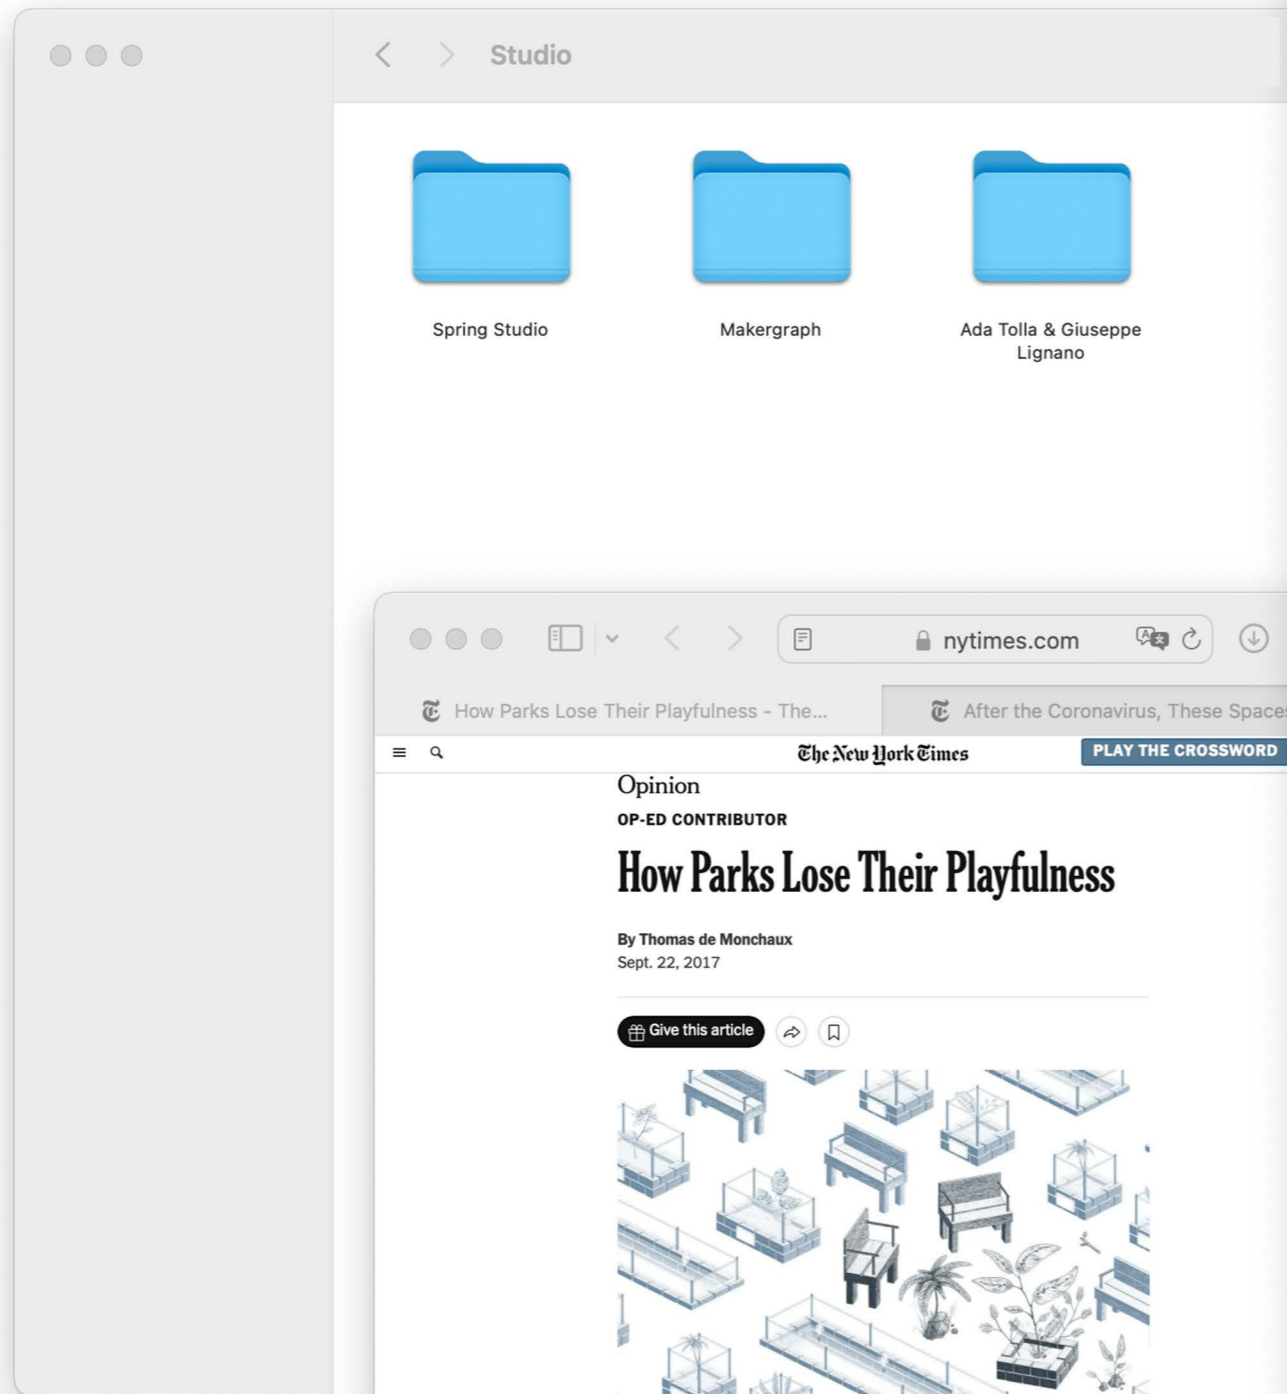 Studio
Spring Studio
Makergraph
Ada Tolla & Giuseppe
Lignano
nytimes.com
How Parks Lose Their Playfulness - The...
After the Coronavirus, These Spaces
The New York Times
PLAY THE CROSSWORD
Opinion
OP-ED CONTRIBUTOR
How Parks Lose Their Playfulness
By Thomas de Monchaux
Sept. 22, 2017
Give this article